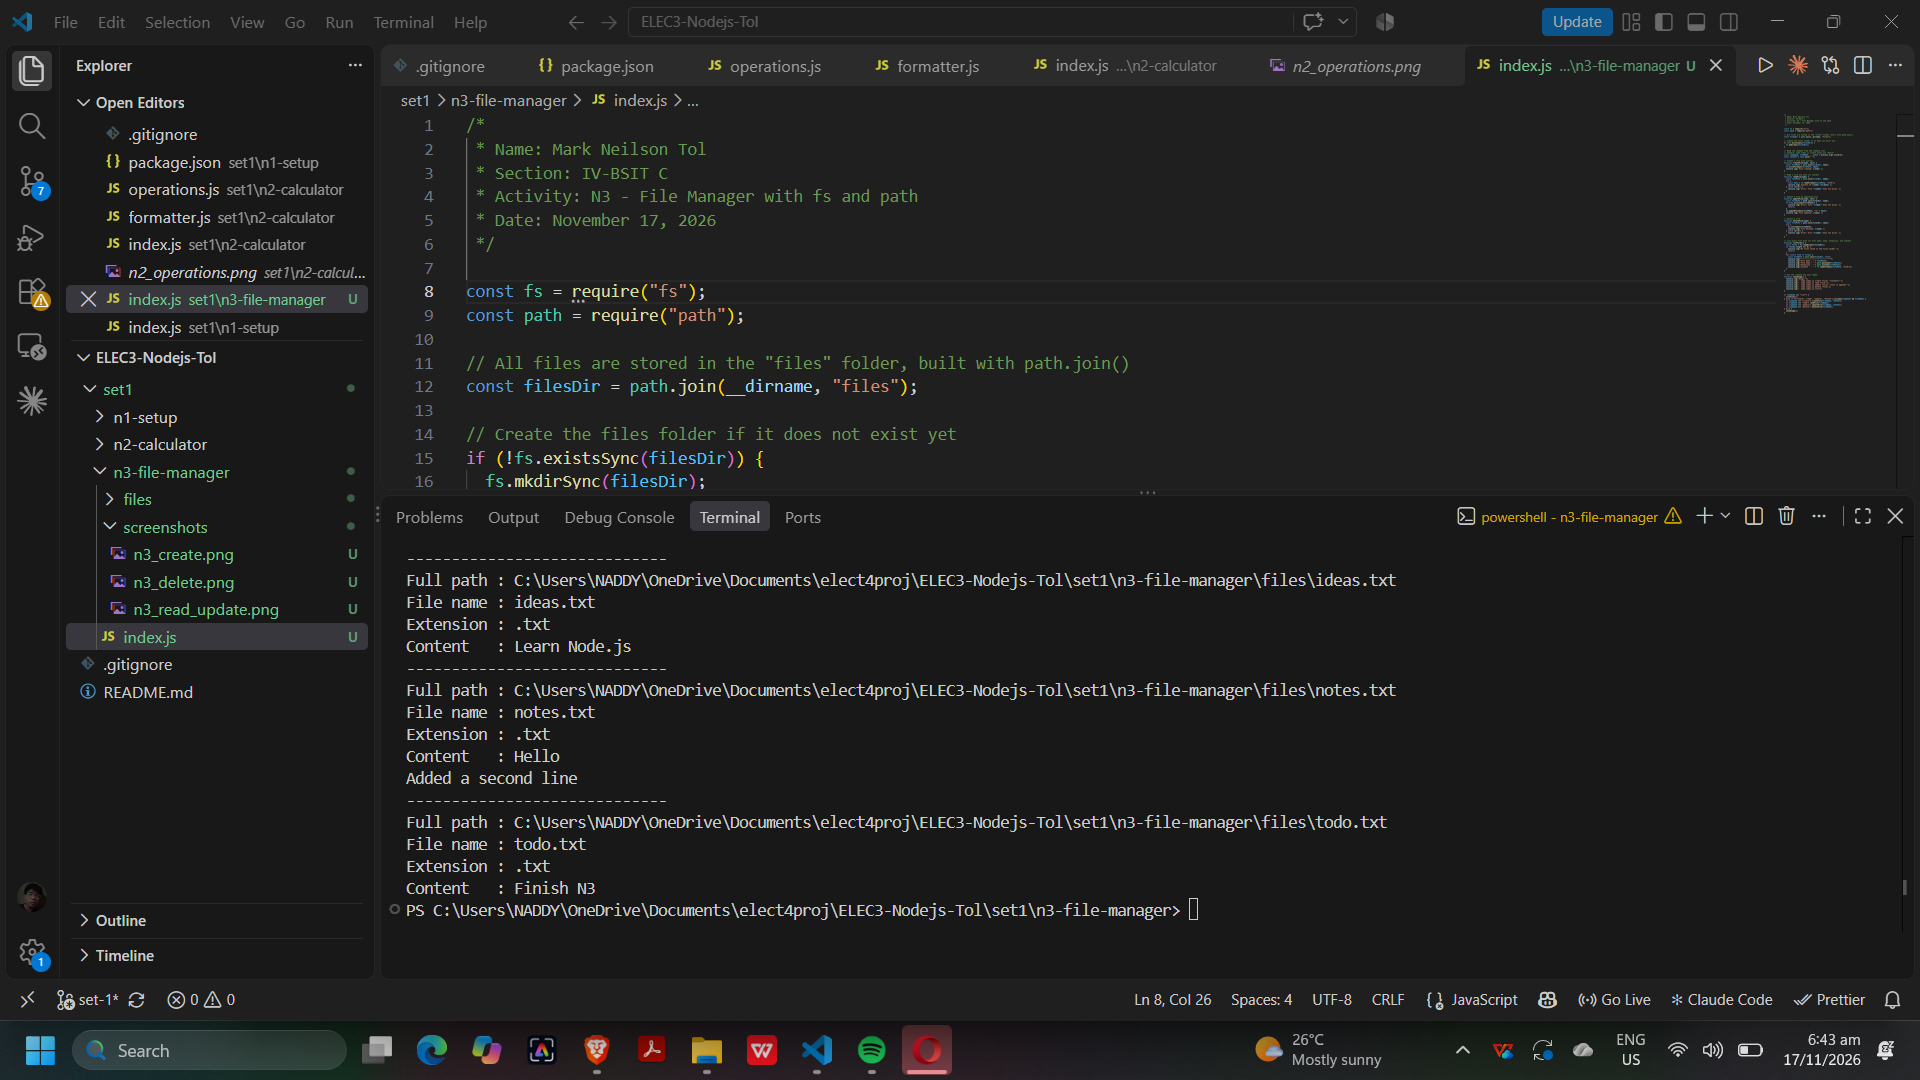 File Edit Selection View Go Run Terminal Help
ELEC3-Nodejs-Tol
Update
Explorer
Open Editors
.gitignore
package.json set1\n1-setup
operations.js set1\n2-calculator
formatter.js set1\n2-calculator
index.js set1\n2-calculator
n2_operations.png set1\n2-calcul...
index.js set1\n3-file-manager U
index.js set1\n1-setup
ELEC3-Nodejs-Tol
set1
n1-setup
n2-calculator
n3-file-manager
files
screenshots
n3_create.png U
n3_delete.png U
n3_read_update.png U
index.js U
.gitignore
README.md
Outline
Timeline
7
1
.gitignore
package.json
operations.js
formatter.js
index.js ...\n2-calculator
n2_operations.png
index.js ...\n3-file-manager U
set1 > n3-file-manager > JS index.js > ...
1 /*
2 * Name: Mark Neilson Tol
3 * Section: IV-BSIT C
4 * Activity: N3 - File Manager with fs and path
5 * Date: November 17, 2026
6 */
7
8 const fs = require("fs");
9 const path = require("path");
10
11 // All files are stored in the "files" folder, built with path.join()
12 const filesDir = path.join(__dirname, "files");
13
14 // Create the files folder if it does not exist yet
15 if (!fs.existsSync(filesDir)) {
16 fs.mkdirSync(filesDir);
Problems Output Debug Console Terminal Ports
powershell - n3-file-manager
-----------------------------
Full path : C:\Users\NADDY\OneDrive\Documents\elect4proj\ELEC3-Nodejs-Tol\set1\n3-file-manager\files\ideas.txt
File name : ideas.txt
Extension : .txt
Content   : Learn Node.js
-----------------------------
Full path : C:\Users\NADDY\OneDrive\Documents\elect4proj\ELEC3-Nodejs-Tol\set1\n3-file-manager\files\notes.txt
File name : notes.txt
Extension : .txt
Content   : Hello
Added a second line
-----------------------------
Full path : C:\Users\NADDY\OneDrive\Documents\elect4proj\ELEC3-Nodejs-Tol\set1\n3-file-manager\files\todo.txt
File name : todo.txt
Extension : .txt
Content   : Finish N3
PS C:\Users\NADDY\OneDrive\Documents\elect4proj\ELEC3-Nodejs-Tol\set1\n3-file-manager>
set-1* 0 0
Ln 8, Col 26 Spaces: 4 UTF-8 CRLF {} JavaScript Go Live Claude Code Prettier
Search
26°C
Mostly sunny
ENG
US
6:43 am
17/11/2026